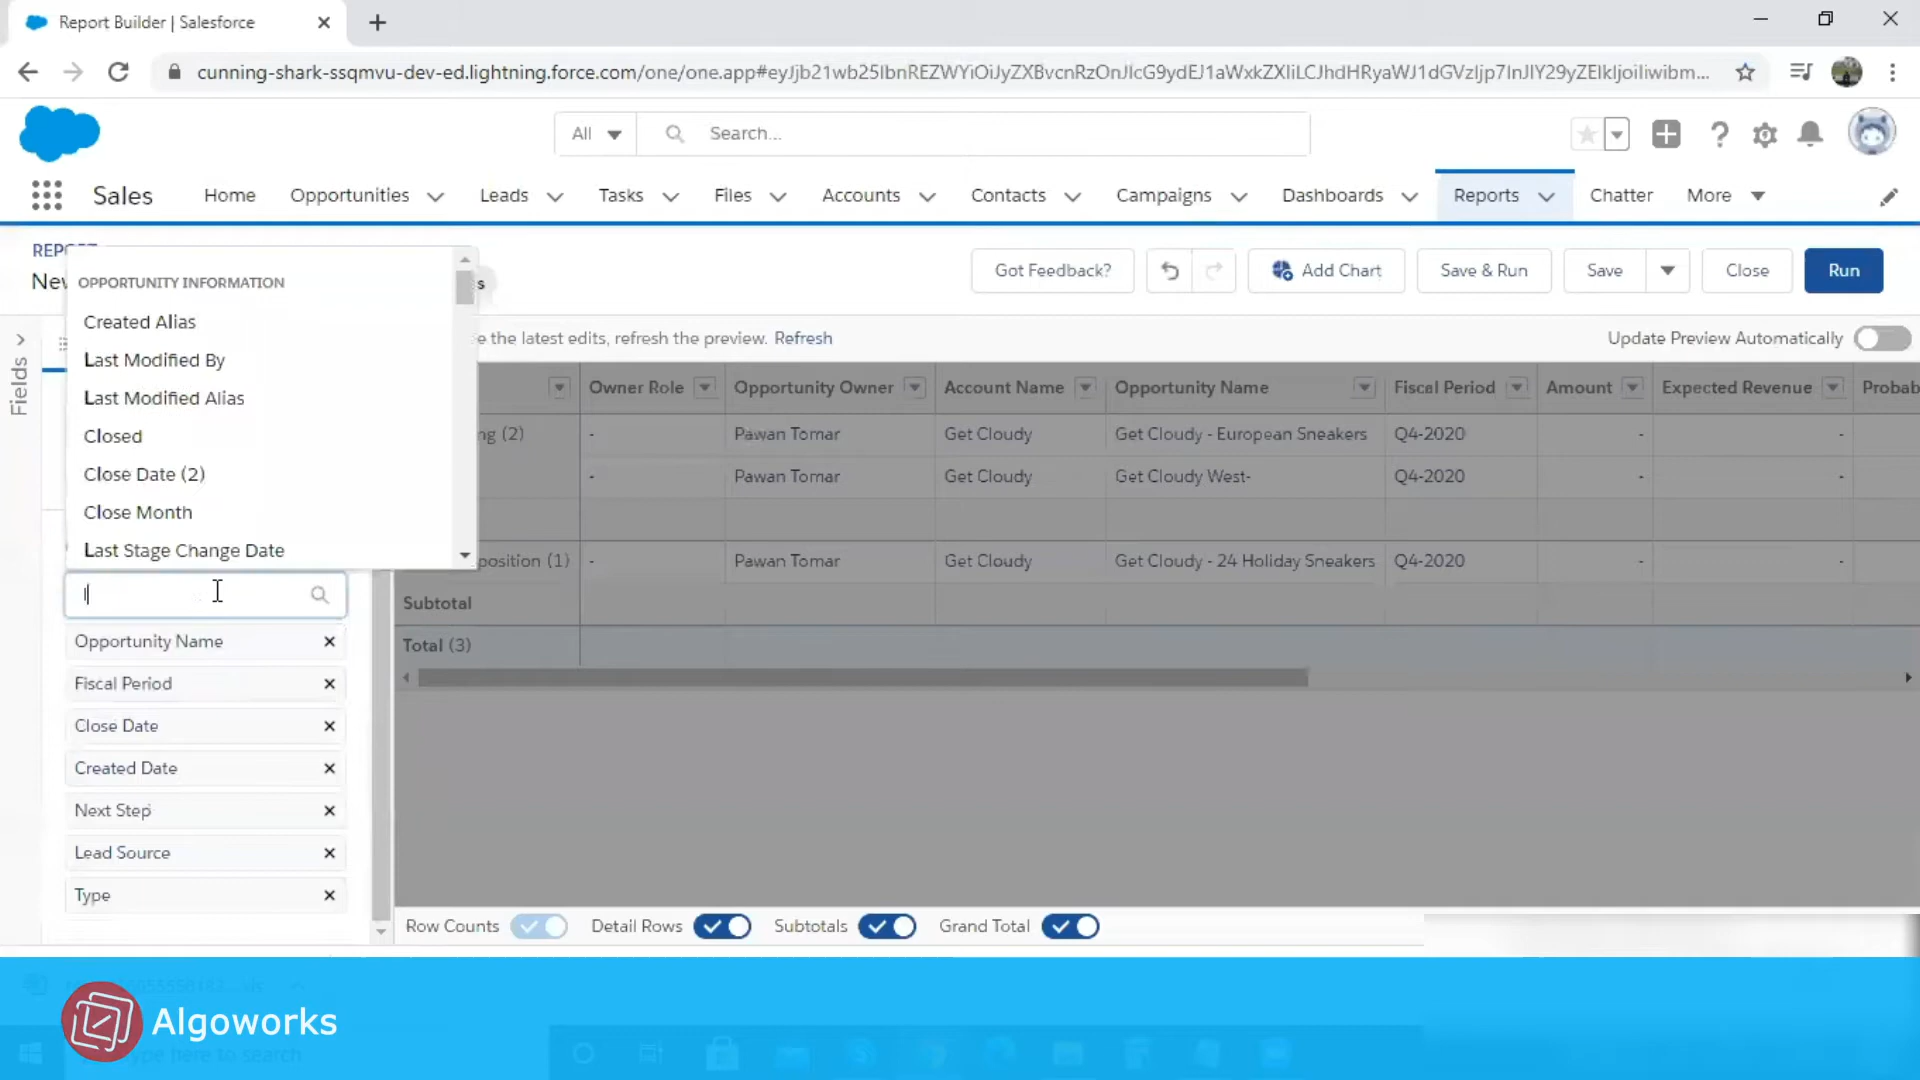 Report Builder | Salesforce
cunning-shark-ssqmvu-dev-ed.lightning.force.com/one/one.app#eyJjb21wb25lbnREZWYiOiJyZXBvcnRzOnJlcG9ydEJ1aWxkZXIiLCJhdHRyaWJ1dGVzIjp7InJlY29yZElkIjoiIiwibm...
All
Search...
Sales
Home
Opportunities
Leads
Tasks
Files
Accounts
Contacts
Campaigns
Dashboards
Reports
Chatter
More
REPORT
New
s
Got Feedback?
Add Chart
Save & Run
Save
Close
Run
Fields
OPPORTUNITY INFORMATION
Created Alias
Last Modified By
Last Modified Alias
Closed
Close Date (2)
Close Month
Last Stage Change Date
l
Opportunity Name
Fiscal Period
Close Date
Created Date
Next Step
Lead Source
Type
e the latest edits, refresh the preview. Refresh
Update Preview Automatically
Owner Role
Opportunity Owner
Account Name
Opportunity Name
Fiscal Period
Amount
Expected Revenue
Probab
ng (2) - Pawan Tomar Get Cloudy Get Cloudy - European Sneakers Q4-2020 - -
- Pawan Tomar Get Cloudy Get Cloudy West- Q4-2020 - -
position (1) - Pawan Tomar Get Cloudy Get Cloudy - 24 Holiday Sneakers Q4-2020 - -
Subtotal
Total (3)
Row Counts
Detail Rows
Subtotals
Grand Total
Algoworks
ype here to search